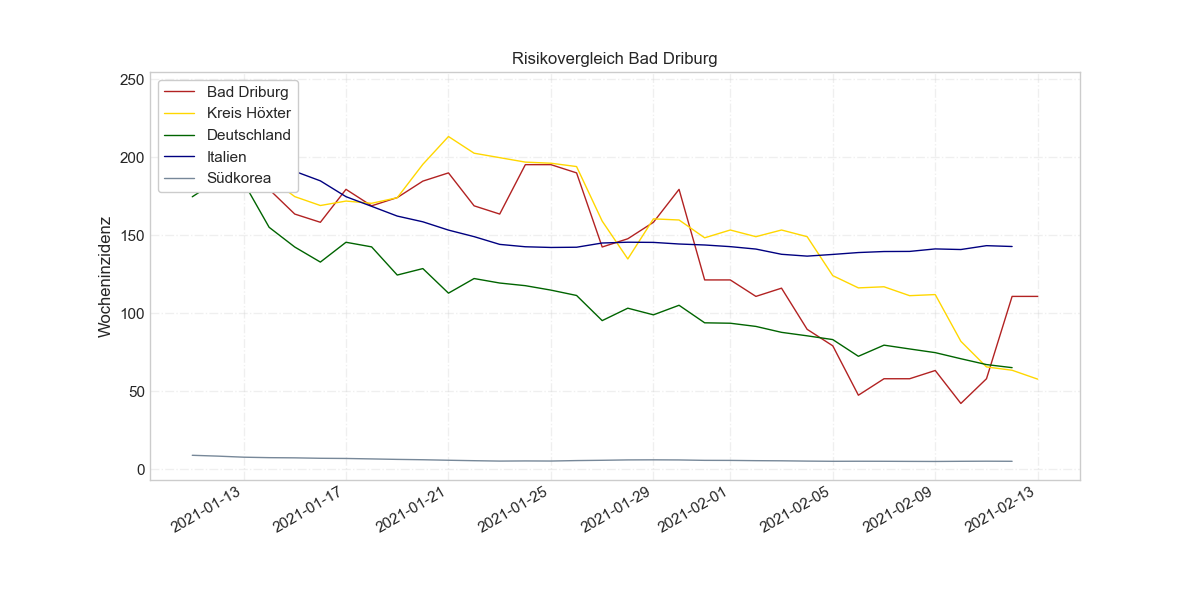 Risikovergleich Bad Driburg
Wocheninzidenz
250
200
150
100
50
0
Bad Driburg
Kreis Höxter
Deutschland
Italien
Südkorea
2021-01-13
2021-01-17
2021-01-21
2021-01-25
2021-01-29
2021-02-01
2021-02-05
2021-02-09
2021-02-13